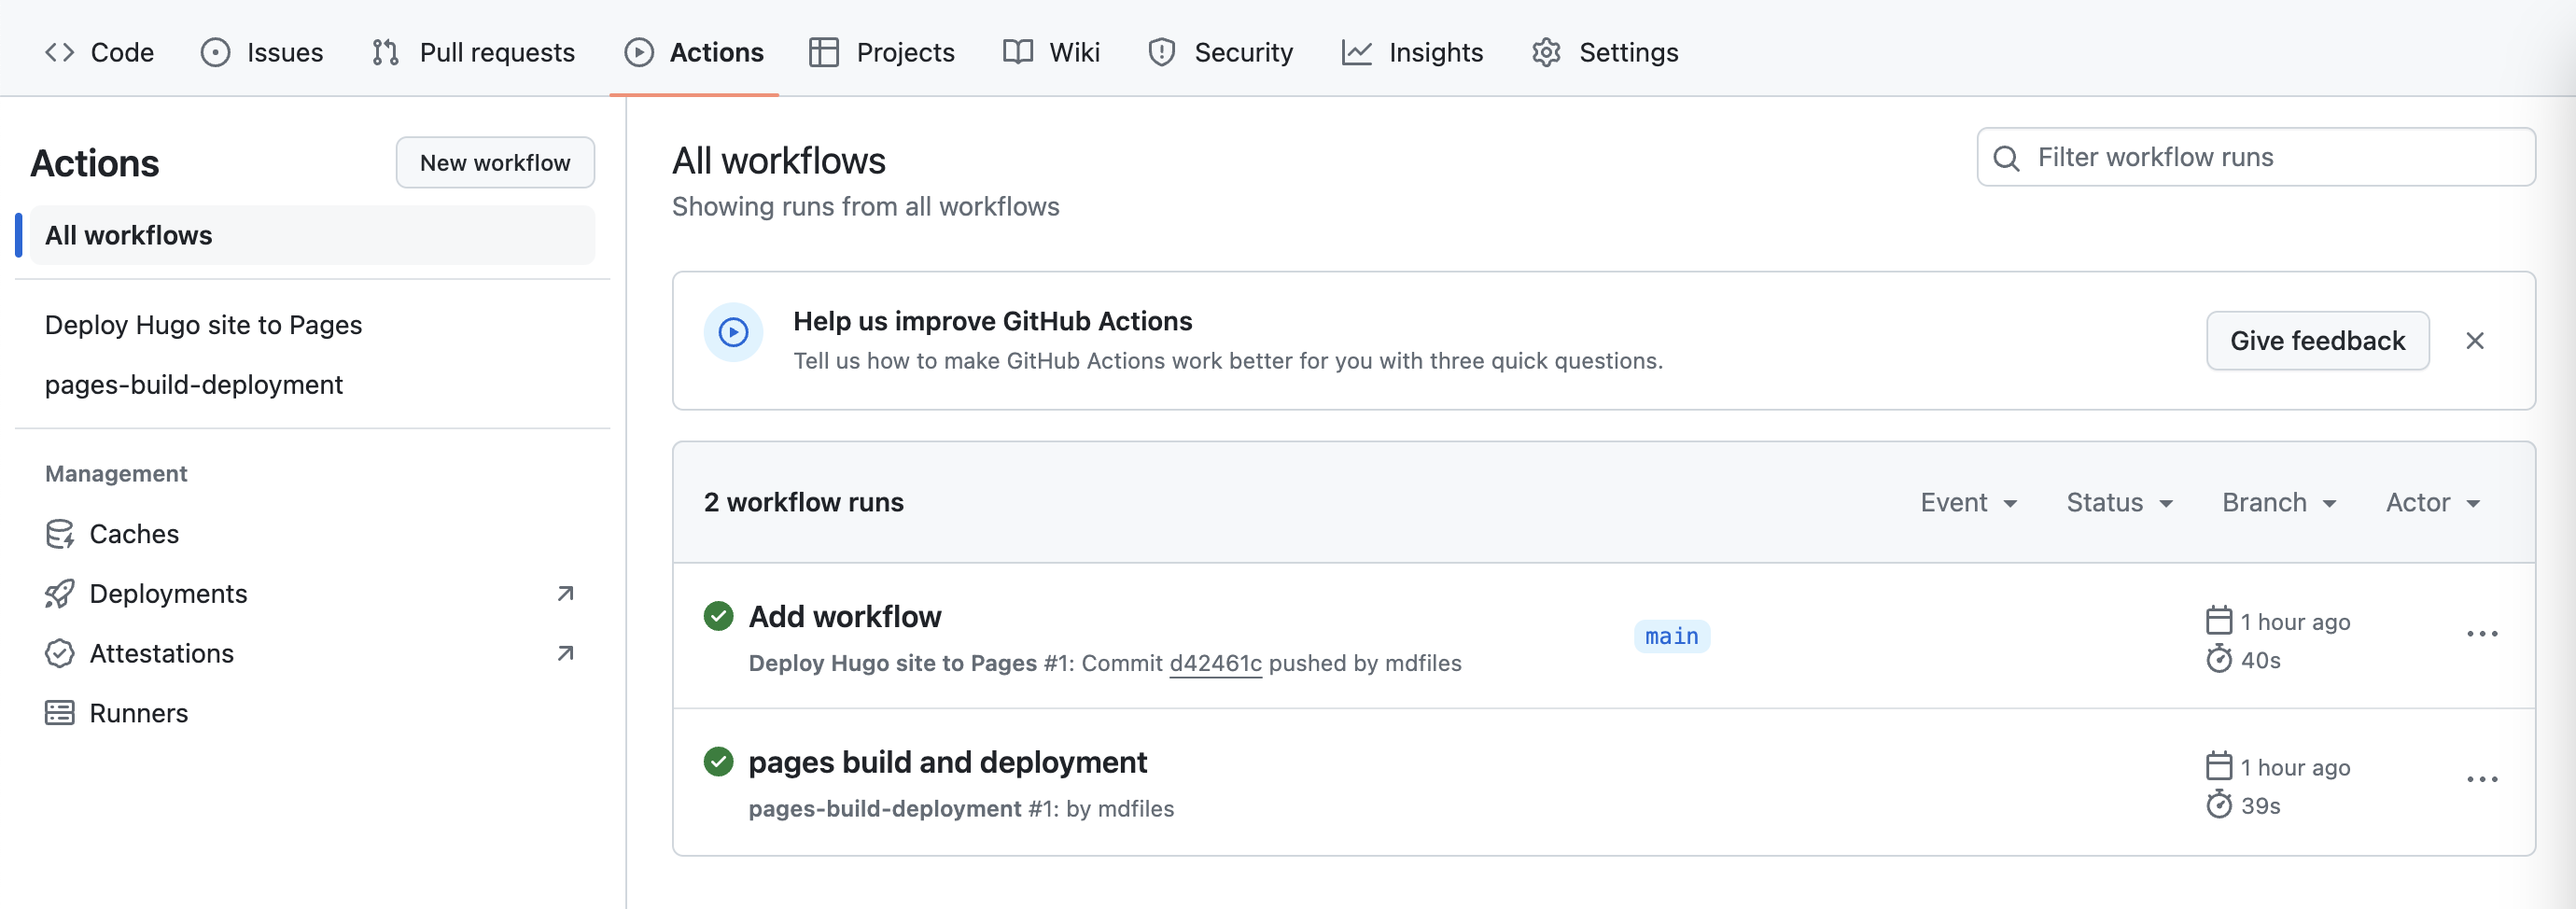 Code Issues Pull requests Actions Projects Wiki Security Insights Settings
Actions
New workflow
All workflows
Deploy Hugo site to Pages
pages-build-deployment
Management
Caches
Deployments
Attestations
Runners
All workflows
Showing runs from all workflows
Filter workflow runs
Help us improve GitHub Actions
Tell us how to make GitHub Actions work better for you with three quick questions.
Give feedback
2 workflow runs
Event Status Branch Actor
Add workflow
Deploy Hugo site to Pages #1: Commit d42461c pushed by mdfiles
main
1 hour ago
40s
pages build and deployment
pages-build-deployment #1: by mdfiles
1 hour ago
39s